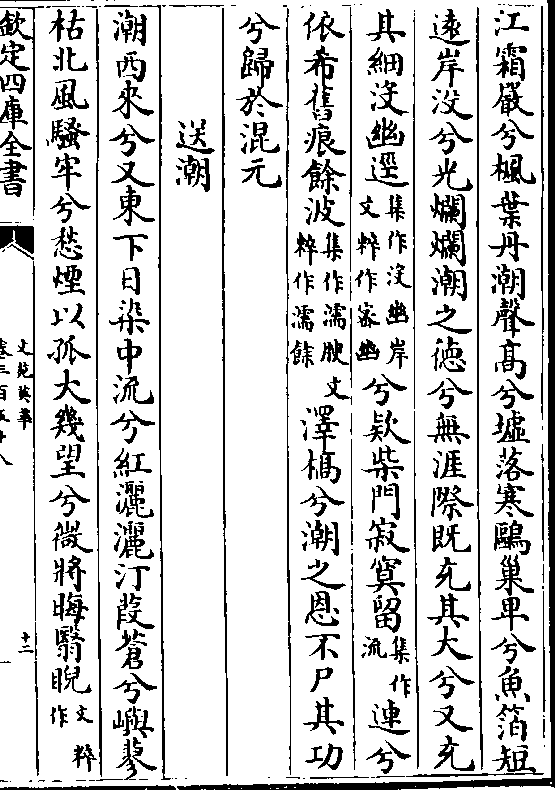 江霜嚴兮楓葉丹潮聲高兮墟落寒鷗巢卑兮魚箔短
遠岸没兮光爛爛潮之德兮無涯際既充其大兮又充
其細没幽逕集作没幽岸文粹作密幽兮款柴門寂寞留集作流連兮
依希舊痕餘波集作濡腴文粹作濡餘澤槁兮潮之恩不尸其功
兮歸於混元
送潮
潮西來兮又東下日染中流兮紅灑灑汀葭蒼兮嶼蓼
枯北風騷牢兮愁煙以孤大幾望兮微將晦翳睨文粹作
欽定四庫全書
文苑英華
卷三百五十八
十二